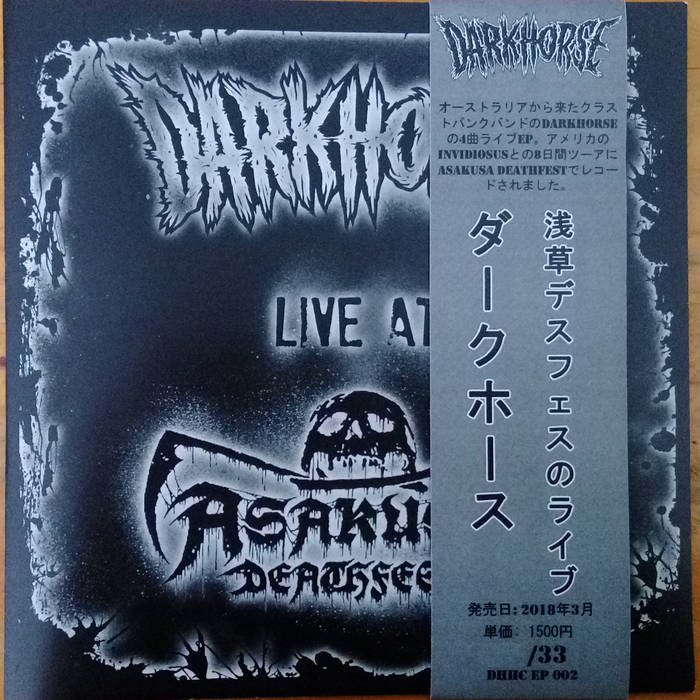 DARKHO
LIVE AT
ASAKUS
DEATHFES
DARKHORSE
オーストラリアから来たクラス
トパンクバンドのDARKHORSE
の4曲ライブEP。アメリカの
INVIDIOSUSとの8日間ツーアに
ASAKUSA DEATHFESTでレコー
ドされました。
浅草デスフェスのライブ
ダークホース
発売日:2018年3月
単価: 1500円
/33
DHHC EP 002